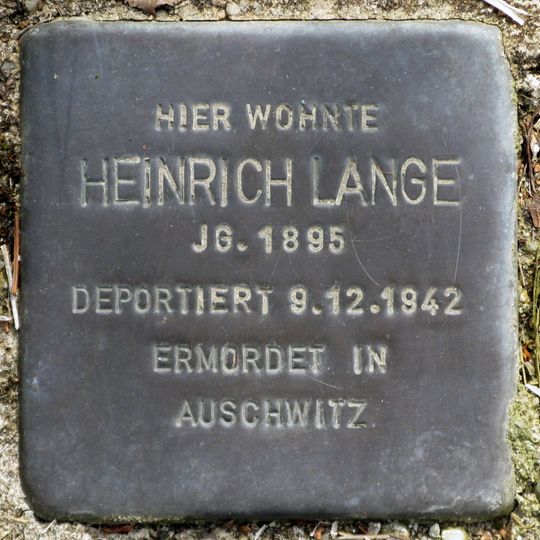 HIER WOHNTE
HEINRICH LANGE
JG. 1895
DEPORTIERT 9.12.1942
ERMORDET IN
AUSCHWITZ